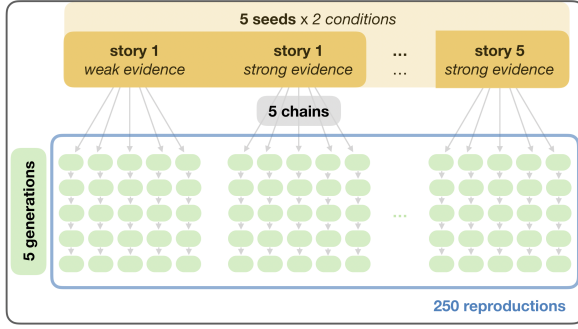 5 seeds x 2 conditions
story 1
weak evidence
story 1
strong evidence
...
...
story 5
strong evidence
5 chains
5 generations
...
250 reproductions